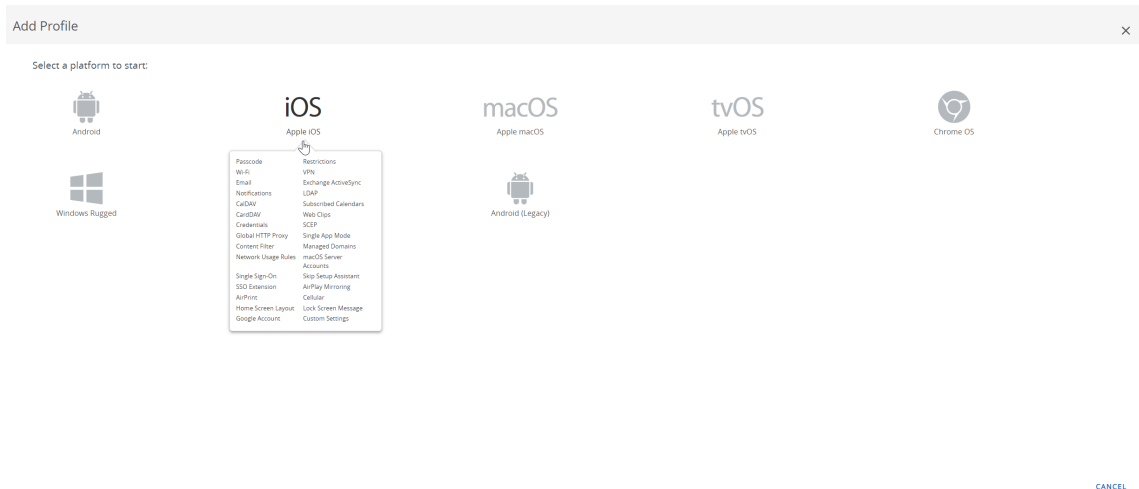 Add Profile
Select a platform to start:
iOS macOS tvOS
Android Apple iOS Apple macOS Apple tvOS Chrome OS
Passcode Restrictions
Wi-Fi VPN
Email Exchange ActiveSync
Notifications LDAP
CalDAV Subscribed Calendars
CardDAV Web Clips
Credentials SCEP
Global HTTP Proxy Single App Mode
Content Filter Managed Domains
Network Usage Rules macOS Server
Accounts
Single Sign-On Skip Setup Assistant
SSO Extension AirPlay Mirroring
AirPrint Cellular
Home Screen Layout Lock Screen Message
Google Account Custom Settings
Windows Rugged Android (Legacy)
CANCEL